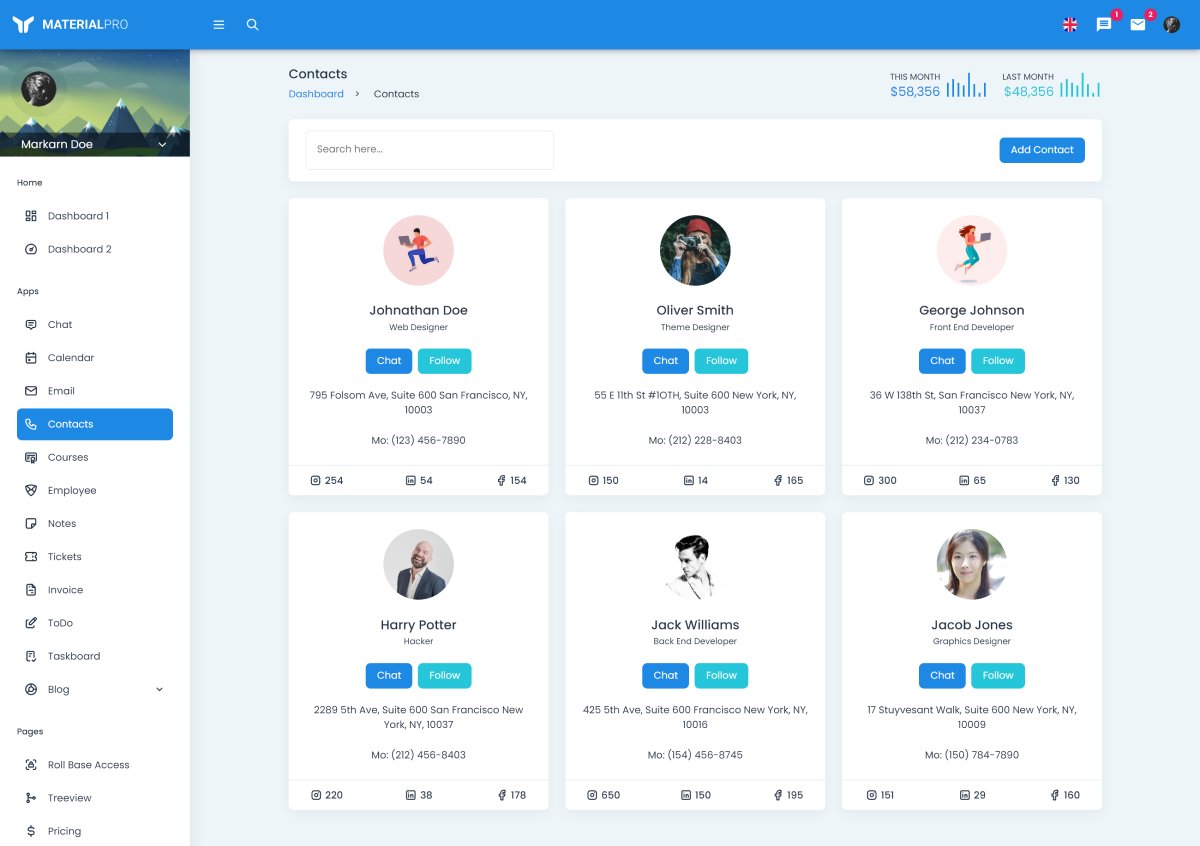 MATERIALPRO
1
2
Markarn Doe
Home
Dashboard 1
Dashboard 2
Apps
Chat
Calendar
Email
Contacts
Courses
Employee
Notes
Tickets
Invoice
ToDo
Taskboard
Blog
Pages
Roll Base Access
Treeview
Pricing
Contacts
Dashboard > Contacts
THIS MONTH
$58,356
LAST MONTH
$48,356
Search here...
Add Contact
Johnathan Doe
Web Designer
Chat Follow
795 Folsom Ave, Suite 600 San Francisco, NY,
10003
Mo: (123) 456-7890
254 54 154
Oliver Smith
Theme Designer
Chat Follow
55 E 11th St #1OTH, Suite 600 New York, NY,
10003
Mo: (212) 228-8403
150 14 165
George Johnson
Front End Developer
Chat Follow
36 W 138th St, San Francisco New York, NY,
10037
Mo: (212) 234-0783
300 65 130
Harry Potter
Hacker
Chat Follow
2289 5th Ave, Suite 600 San Francisco New
York, NY, 10037
Mo: (212) 456-8403
220 38 178
Jack Williams
Back End Developer
Chat Follow
425 5th Ave, Suite 600 Francisco New York, NY,
10016
Mo: (154) 456-8745
650 150 195
Jacob Jones
Graphics Designer
Chat Follow
17 Stuyvesant Walk, Suite 600 New York, NY,
10009
Mo: (150) 784-7890
151 29 160